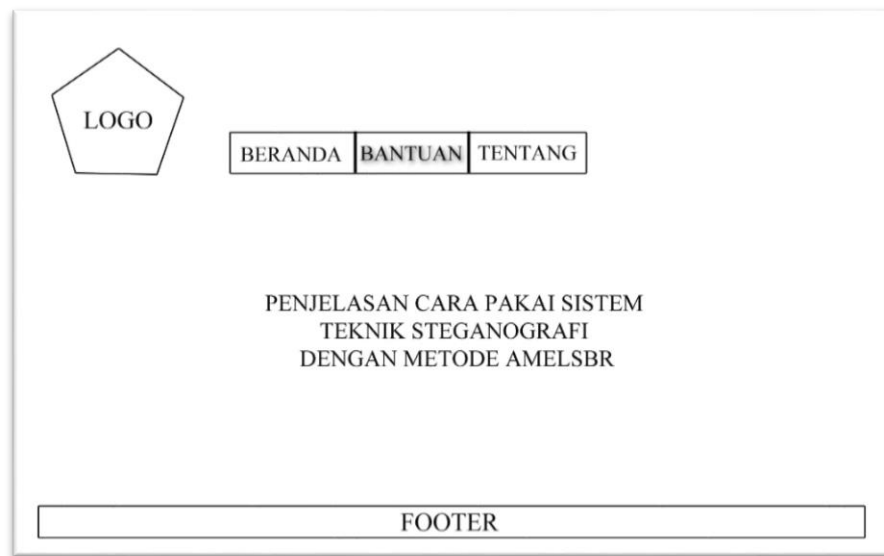 LOGO
BERANDA BANTUAN TENTANG
PENJELASAN CARA PAKAI SISTEM
TEKNIK STEGANOGRAFI
DENGAN METODE AMELSBR
FOOTER